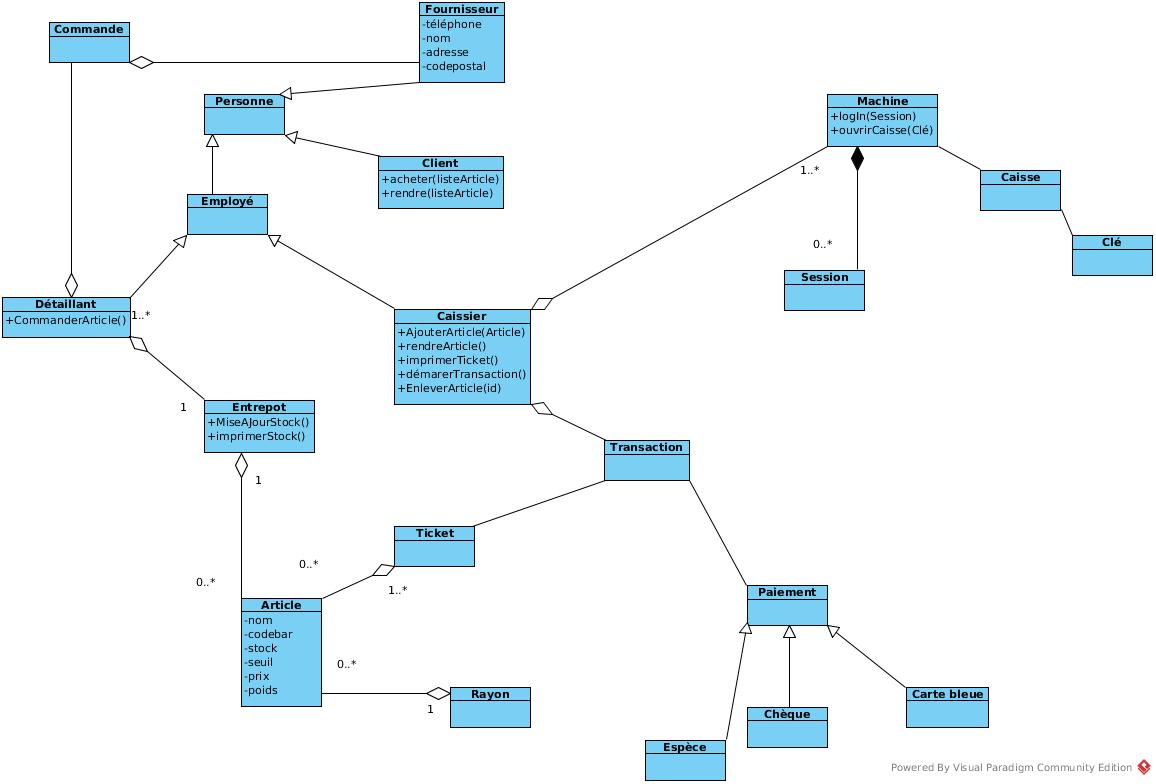 Fournisseur
-téléphone
-nom
-adresse
-codepostal
Commande
Personne
Machine
+logIn(Session)
+ouvrirCaisse(Clé)
Client
+acheter(listeArticle)
+rendre(listeArticle)
1..*
Caisse
Employé
Clé
0..*
Session
Détaillant
+CommanderArticle()
1..*
Caissier
+AjouterArticle(Article)
+rendreArticle()
+imprimerTicket()
+démarerTransaction()
+EnleverArticle(id)
1
Entrepot
+MiseAJourStock()
+imprimerStock()
Transaction
1
Ticket
0..*
0..*
1..*
Paiement
Article
-nom
-codebar
-stock
-seuil
-prix
-poids
0..*
Rayon
1
Carte bleue
Chèque
Espèce
Powered By Visual Paradigm Community Edition